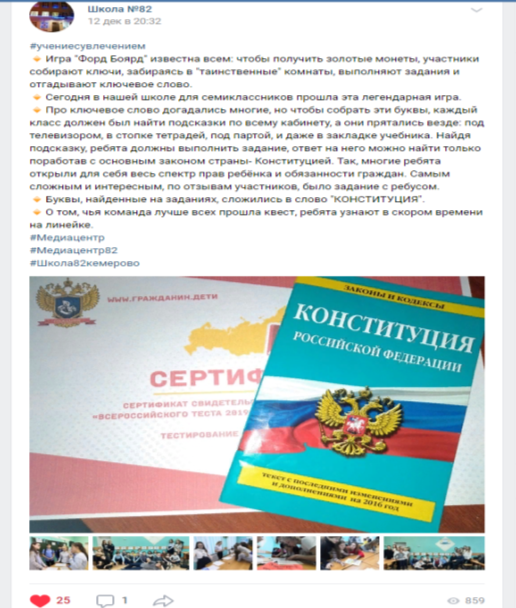 Школа №82
12 дек в 20:32
#учениесувлечением
Игра "Форд Боярд" известна всем: чтобы получить золотые монеты, участники
собирают ключи, забираясь в "таинственные" комнаты, выполняют задания и
отгадывают ключевое слово.
Сегодня в нашей школе для семиклассников прошла эта легендарная игра.
Про ключевое слово догадались многие, но чтобы собрать эти буквы, каждый
класс должен был найти подсказки по всему кабинету, а они прятались везде: под
телевизором, в стопке тетрадей, под партой, и даже в закладке учебника. Найдя
подсказку, ребята должны выполнить задание, ответ на него можно найти только
поработав с основным законом страны- Конституцией. Так, многие ребята
открыли для себя весь спектр прав ребёнка и обязанности граждан. Самым
сложным и интересным, по отзывам участников, было задание с ребусом.
Буквы, найденные на заданиях, сложились в слово "КОНСТИТУЦИЯ".
О том, чья команда лучше всех прошла квест, ребята узнают в скором времени
на линейке.
#Медиацентр
#Медиацентр82
#Школа82кемерово
WWW.ГРАЖДАНИН.ДЕТИ
СЕРТИФ
СЕРТИФИКАТ СВИДЕТЕЛЬ
«ВСЕРОССИЙСКОГО ТЕСТА 2019
ТЕСТИРОВАНИЕ
ЗАКОНЫ И КОДЕКСЫ
КОНСТИТУЦИЯ
РОССИЙСКОЙ ФЕДЕРАЦИИ
ТЕКСТ С ПОСЛЕДНИМИ ИЗМЕНЕНИЯМИ
И ДОПОЛНЕНИЯМИ НА 2016 ГОД
25
1
859